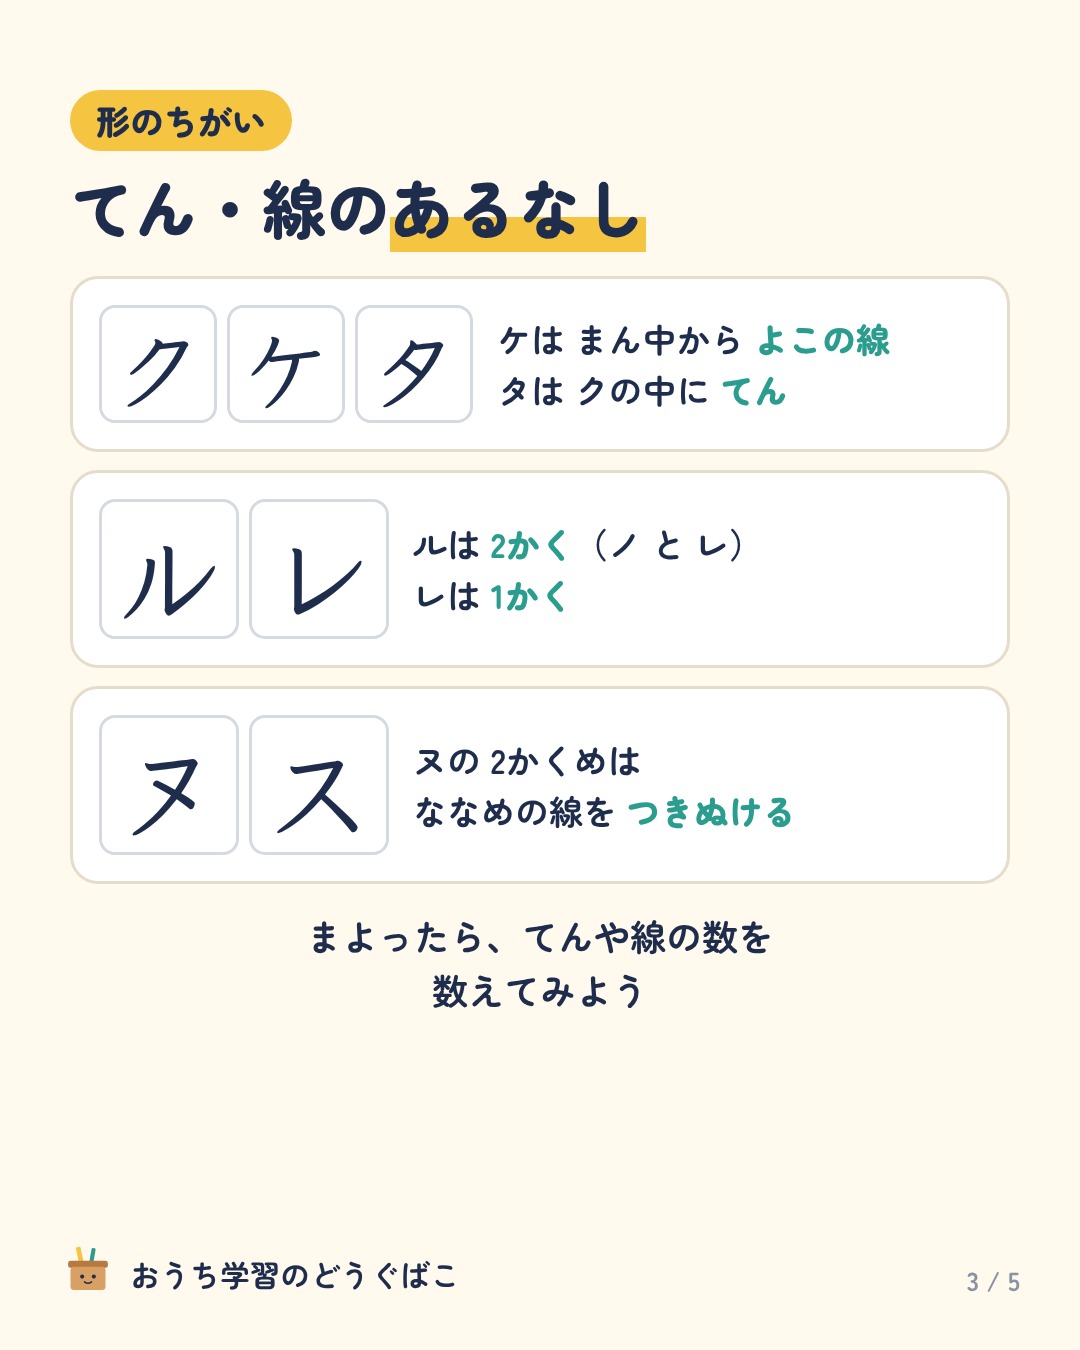 形のちがい
てん・線のあるなし
ク ケ タ
ケは まん中から よこの線
タは クの中に てん
ル レ
ルは 2かく（ノ と レ）
レは 1かく
ヌ ス
ヌの 2かくめは
ななめの線を つきぬける
まよったら、てんや線の数を
数えてみよう
おうち学習のどうぐばこ
3 / 5